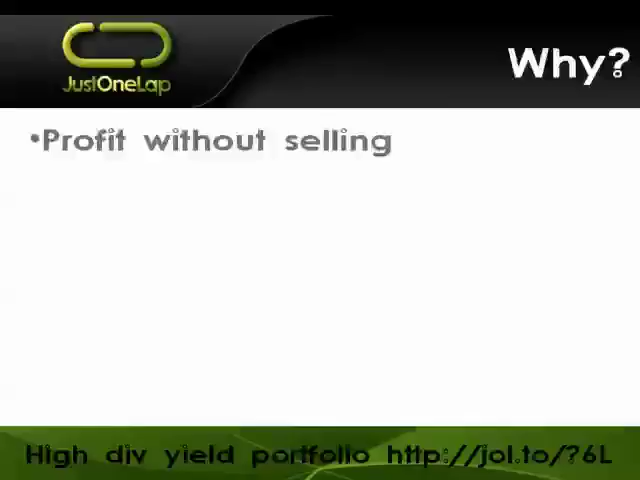 JustOneLap
Why?
•Profit without selling
High div yield portfolio http://jol.to/?6L